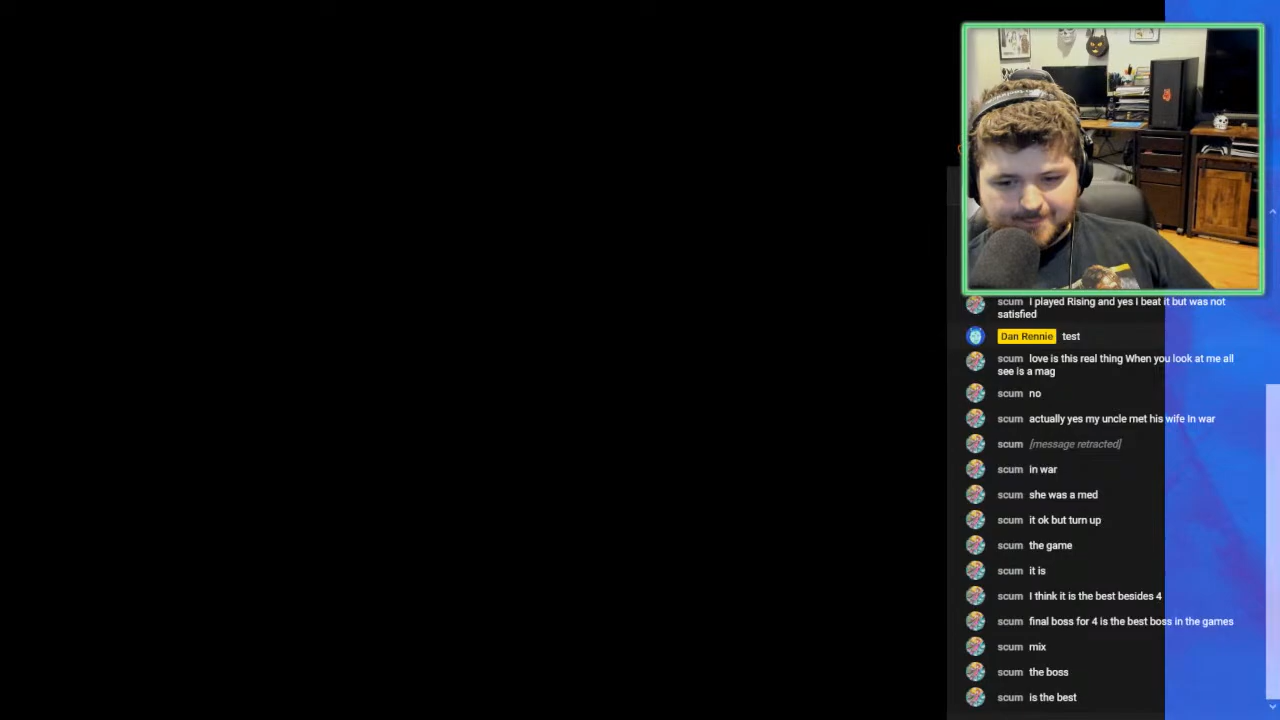 scum I played Rising and yes I beat it but was not
satisfied
Dan Rennie test
scum love is this real thing When you look at me all
see is a mag
scum no
scum actually yes my uncle met his wife In war
scum [message retracted]
scum in war
scum she was a med
scum it ok but turn up
scum the game
scum it is
scum I think it is the best besides 4
scum final boss for 4 is the best boss in the games
scum mix
scum the boss
scum is the best